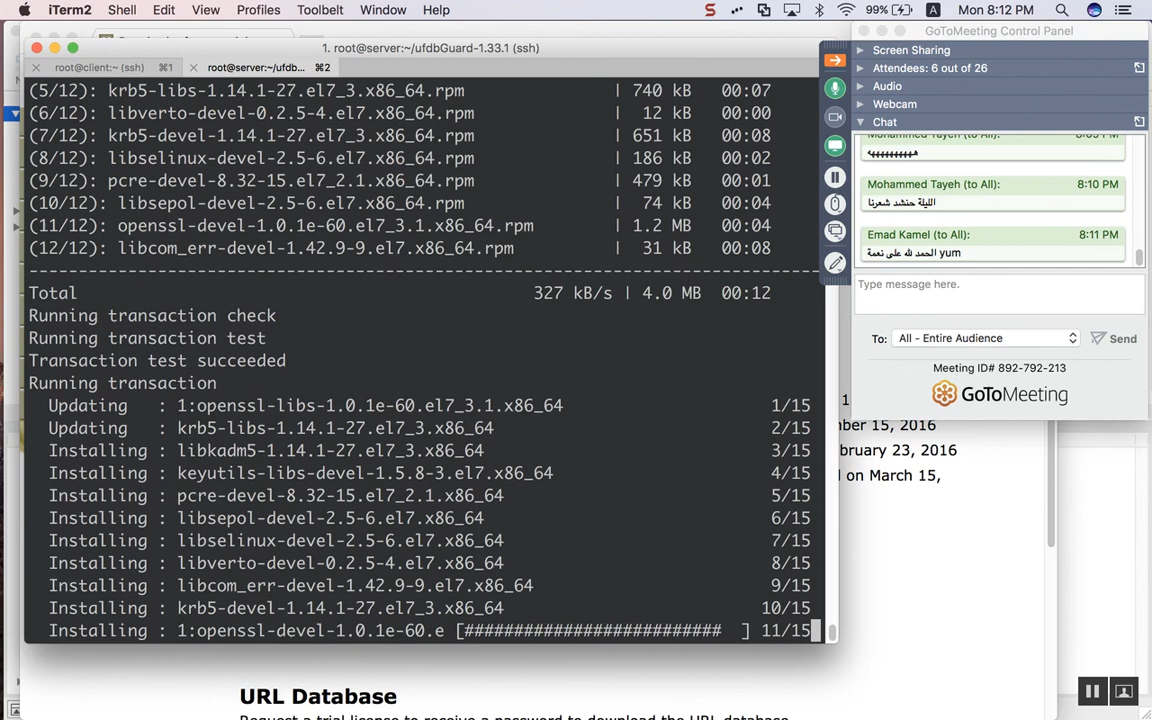 iTerm2 Shell Edit View Profiles Toolbelt Window Help
99% A Mon 8:12 PM
1. root@server:~/ufdbGuard-1.33.1 (ssh)
root@client:~ (ssh) ⌘1
root@server:~/ufdb... ⌘2
(5/12): krb5-libs-1.14.1-27.el7_3.x86_64.rpm | 740 kB 00:07
(6/12): libverto-devel-0.2.5-4.el7.x86_64.rpm | 12 kB 00:00
(7/12): krb5-devel-1.14.1-27.el7_3.x86_64.rpm | 651 kB 00:08
(8/12): libselinux-devel-2.5-6.el7.x86_64.rpm | 186 kB 00:02
(9/12): pcre-devel-8.32-15.el7_2.1.x86_64.rpm | 479 kB 00:01
(10/12): libsepol-devel-2.5-6.el7.x86_64.rpm | 74 kB 00:04
(11/12): openssl-devel-1.0.1e-60.el7_3.1.x86_64.rpm | 1.2 MB 00:04
(12/12): libcom_err-devel-1.42.9-9.el7.x86_64.rpm | 31 kB 00:08
--------------------------------------------------------------------------------
Total 327 kB/s | 4.0 MB 00:12
Running transaction check
Running transaction test
Transaction test succeeded
Running transaction
Updating : 1:openssl-libs-1.0.1e-60.el7_3.1.x86_64 1/15
Updating : krb5-libs-1.14.1-27.el7_3.x86_64 2/15
Installing : libkadm5-1.14.1-27.el7_3.x86_64 3/15
Installing : keyutils-libs-devel-1.5.8-3.el7.x86_64 4/15
Installing : pcre-devel-8.32-15.el7_2.1.x86_64 5/15
Installing : libsepol-devel-2.5-6.el7.x86_64 6/15
Installing : libselinux-devel-2.5-6.el7.x86_64 7/15
Installing : libverto-devel-0.2.5-4.el7.x86_64 8/15
Installing : libcom_err-devel-1.42.9-9.el7.x86_64 9/15
Installing : krb5-devel-1.14.1-27.el7_3.x86_64 10/15
Installing : 1:openssl-devel-1.0.1e-60.e [########################## ] 11/15
GoToMeeting Control Panel
Screen Sharing
Attendees: 6 out of 26
Audio
Webcam
Chat
Mohammed Tayeh (to All):
Mohammed Tayeh (to All): 8:10 PM
الليلة حنشد شعرنا
Emad Kamel (to All): 8:11 PM
الحمد لله على نعمة yum
Type message here.
To: All - Entire Audience Send
Meeting ID# 892-792-213
GoToMeeting
1
mber 15, 2016
ebruary 23, 2016
d on March 15,
URL Database
Request a trial license to receive a password to download the URL database